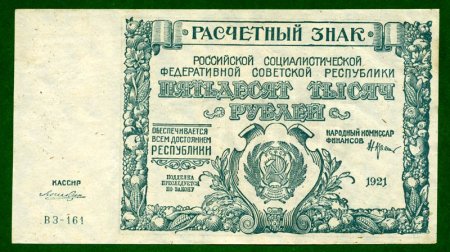 РАСЧЕТНЫЙ ЗНАК
РОССИЙСКОЙ СОЦИАЛИСТИЧЕСКОЙ
ФЕДЕРАТИВНОЙ СОВЕТСКОЙ РЕСПУБЛИКИ
ПЯТЬДЕСЯТ ТЫСЯЧ
РУБЛЕЙ
ОБЕСПЕЧИВАЕТСЯ
ВСЕМ ДОСТОЯНИЕМ
РЕСПУБЛИКИ
НАРОДНЫЙ КОМИССАР
ФИНАНСОВ
ПОДДЕЛКА
ПРЕСЛЕДУЕТСЯ
ПО ЗАКОНУ
1921
КАССИР
ВЗ-161